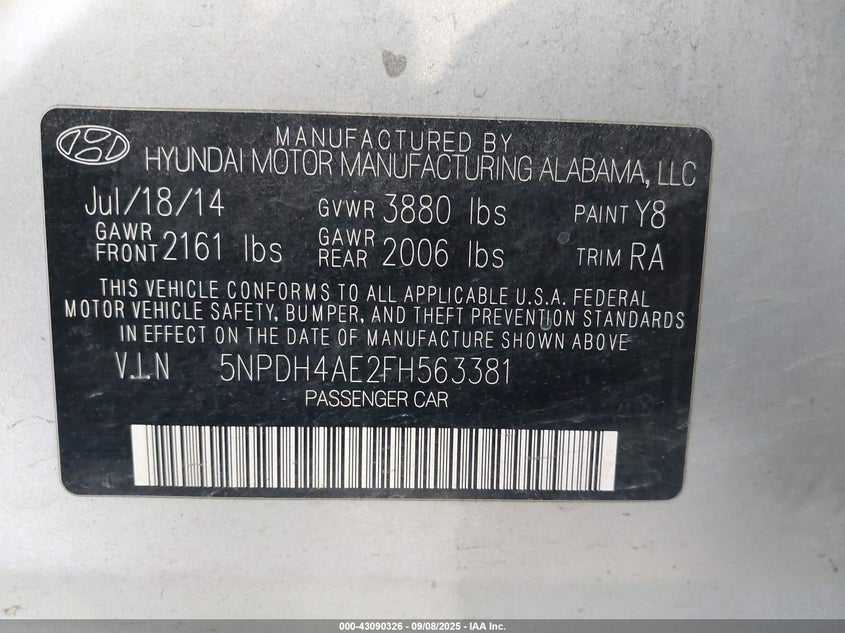 MANUFACTURED BY
HYUNDAI MOTOR MANUFACTURING ALABAMA, LLC
Jul/18/14 GVWR 3880 lbs PAINT Y8
GAWR FRONT 2161 lbs GAWR REAR 2006 lbs TRIM RA
THIS VEHICLE CONFORMS TO ALL APPLICABLE U.S.A. FEDERAL
MOTOR VEHICLE SAFETY, BUMPER, AND THEFT PREVENTION STANDARDS
IN EFFECT ON THE DATE OF MANUFACTURE SHOWN ABOVE
V.I.N 5NPDH4AE2FH563381
PASSENGER CAR
000-43090326 - 09/08/2025 - IAA Inc.